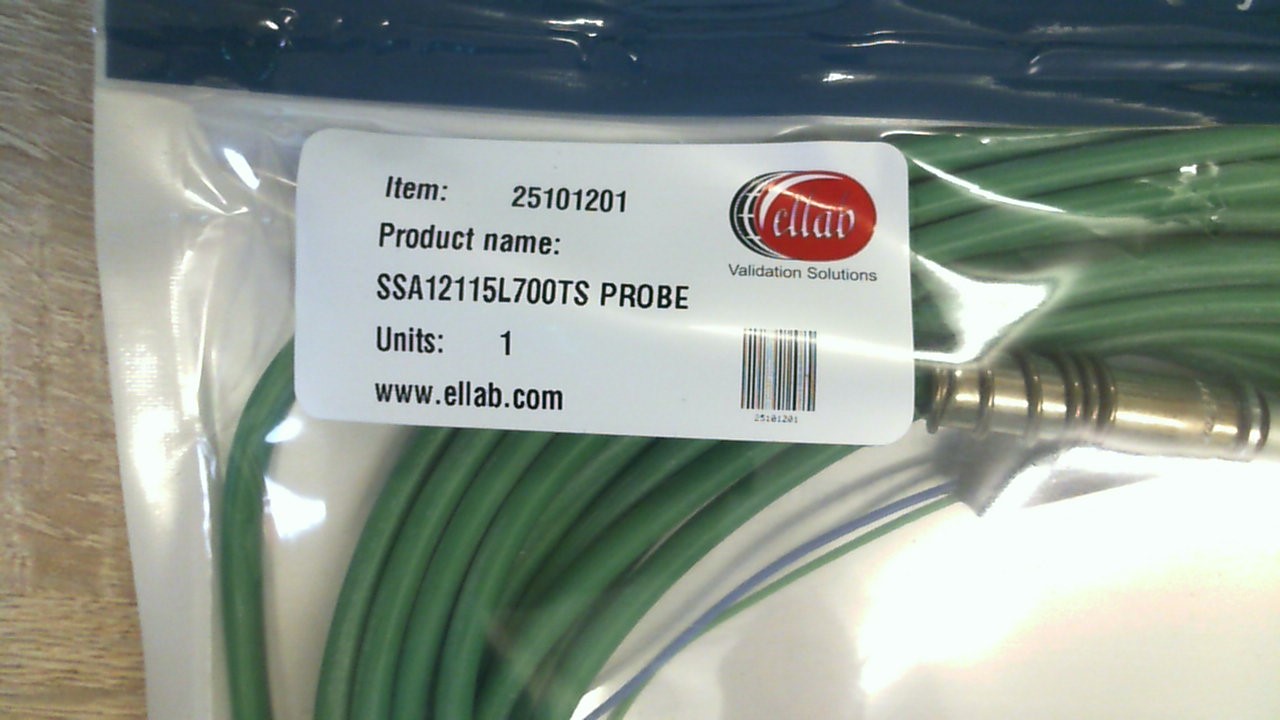 Item: 25101201
Product name:
SSA12115L700TS PROBE
Units: 1
www.ellab.com
ellab
Validation Solutions
25101201